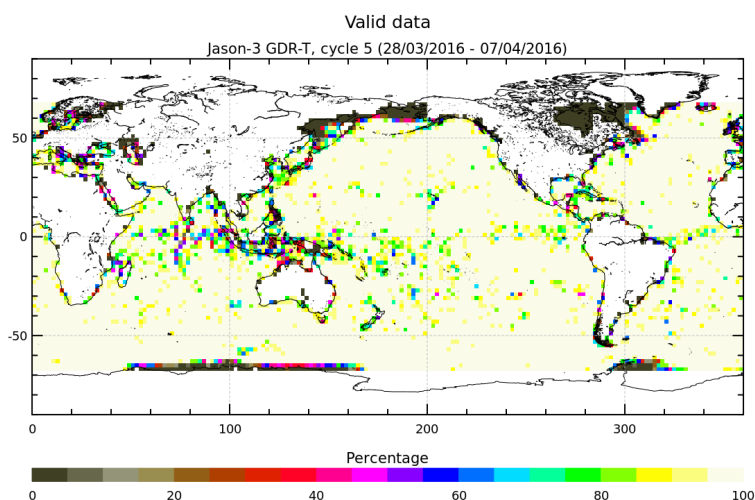 Valid data
Jason-3 GDR-T, cycle 5 (28/03/2016 - 07/04/2016)
50
0
-50
0 100 200 300
Percentage
0 20 40 60 80 100